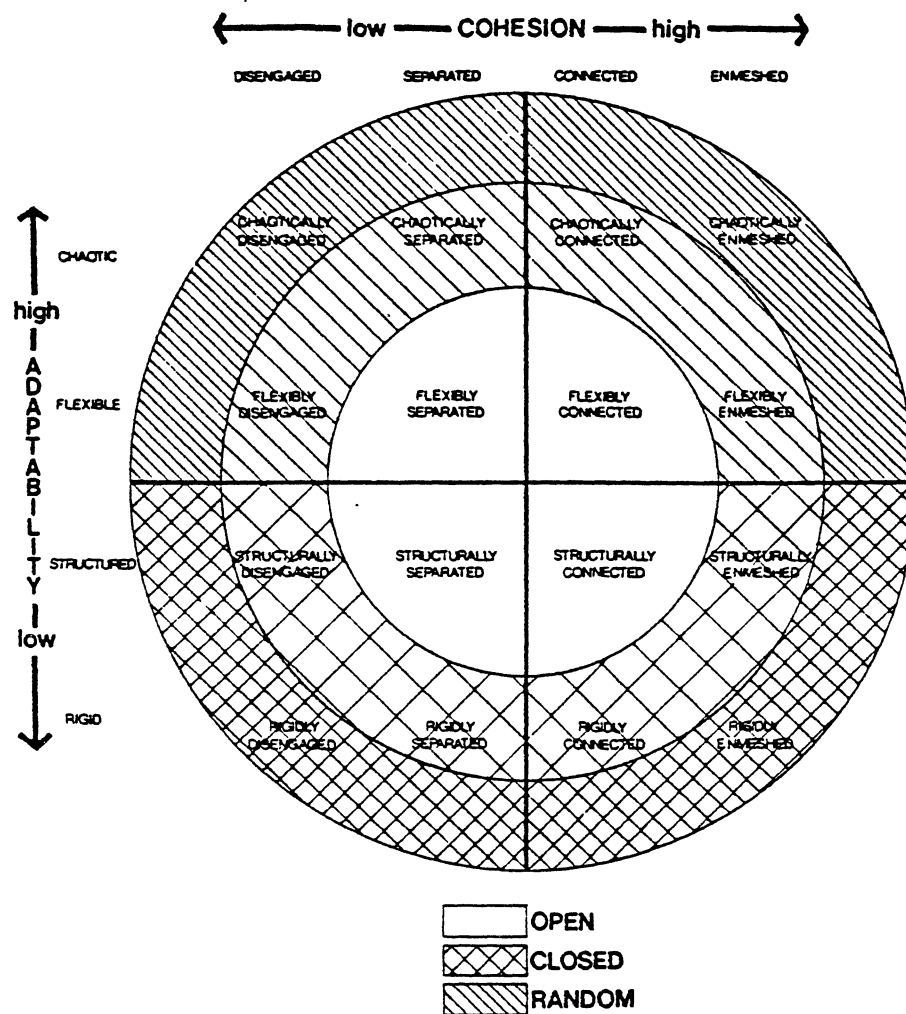 low — COHESION — high
DISENGAGED SEPARATED CONNECTED ENMESHED
CHAOTICALLY CHAOTICALLY CHAOTICALLY CHAOTICALLY
DISENGAGED SEPARATED CONNECTED ENMESHED
CHAOTIC
high
ADAPTABILITY
FLEXIBLE
FLEXIBLY FLEXIBLY FLEXIBLY FLEXIBLY
DISENGAGED SEPARATED CONNECTED ENMESHED
STRUCTURED
STRUCTURALLY STRUCTURALLY STRUCTURALLY STRUCTURALLY
DISENGAGED SEPARATED CONNECTED ENMESHED
low
RIGID
RIGIDLY RIGIDLY RIGIDLY RIGIDLY
DISENGAGED SEPARATED CONNECTED ENMESHED
OPEN
CLOSED
RANDOM